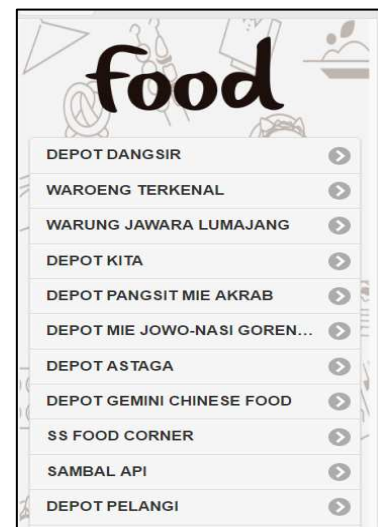 food
DEPOT DANGSIR
WAROENG TERKENAL
WARUNG JAWARA LUMAJANG
DEPOT KITA
DEPOT PANGSIT MIE AKRAB
DEPOT MIE JOWO-NASI GOREN...
DEPOT ASTAGA
DEPOT GEMINI CHINESE FOOD
SS FOOD CORNER
SAMBAL API
DEPOT PELANGI